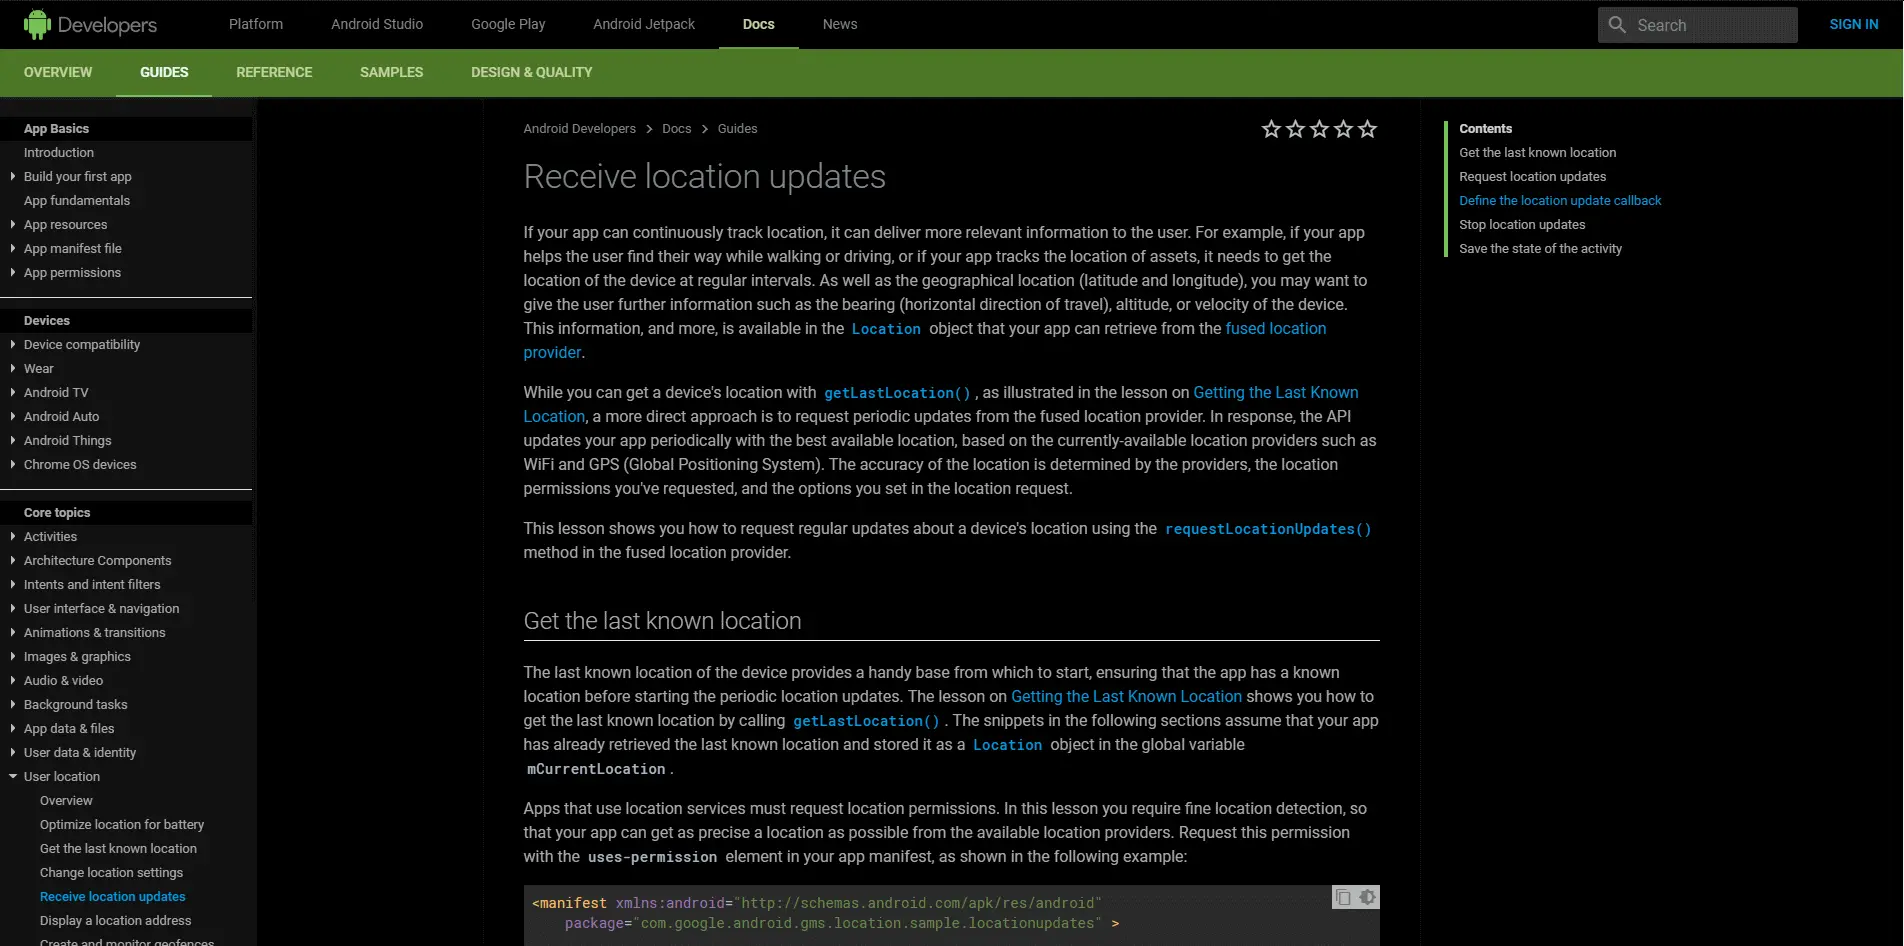 Developers
Platform
Android Studio
Google Play
Android Jetpack
Docs
News
Search
SIGN IN
OVERVIEW
GUIDES
REFERENCE
SAMPLES
DESIGN & QUALITY
App Basics
Introduction
Build your first app
App fundamentals
App resources
App manifest file
App permissions
Devices
Device compatibility
Wear
Android TV
Android Auto
Android Things
Chrome OS devices
Core topics
Activities
Architecture Components
Intents and intent filters
User interface & navigation
Animations & transitions
Images & graphics
Audio & video
Background tasks
App data & files
User data & identity
User location
Overview
Optimize location for battery
Get the last known location
Change location settings
Receive location updates
Display a location address
Create and monitor geofences
Android Developers > Docs > Guides
Receive location updates
If your app can continuously track location, it can deliver more relevant information to the user. For example, if your app
helps the user find their way while walking or driving, or if your app tracks the location of assets, it needs to get the
location of the device at regular intervals. As well as the geographical location (latitude and longitude), you may want to
give the user further information such as the bearing (horizontal direction of travel), altitude, or velocity of the device.
This information, and more, is available in the Location object that your app can retrieve from the fused location
provider.
While you can get a device's location with getLastLocation(), as illustrated in the lesson on Getting the Last Known
Location, a more direct approach is to request periodic updates from the fused location provider. In response, the API
updates your app periodically with the best available location, based on the currently-available location providers such as
WiFi and GPS (Global Positioning System). The accuracy of the location is determined by the providers, the location
permissions you've requested, and the options you set in the location request.
This lesson shows you how to request regular updates about a device's location using the requestLocationUpdates()
method in the fused location provider.
Get the last known location
The last known location of the device provides a handy base from which to start, ensuring that the app has a known
location before starting the periodic location updates. The lesson on Getting the Last Known Location shows you how to
get the last known location by calling getLastLocation(). The snippets in the following sections assume that your app
has already retrieved the last known location and stored it as a Location object in the global variable
mCurrentLocation.
Apps that use location services must request location permissions. In this lesson you require fine location detection, so
that your app can get as precise a location as possible from the available location providers. Request this permission
with the uses-permission element in your app manifest, as shown in the following example:
<manifest xmlns:android="http://schemas.android.com/apk/res/android"
package="com.google.android.gms.location.sample.locationupdates" >
Contents
Get the last known location
Request location updates
Define the location update callback
Stop location updates
Save the state of the activity